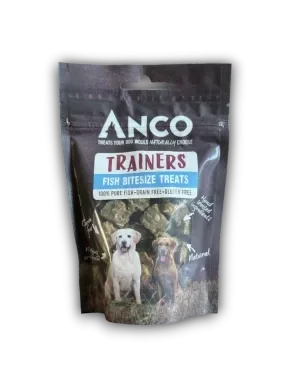 ANCO
TREATS YOUR DOG WOULD NATURALLY CHOOSE
TRAINERS
FISH BITESIZE TREATS
100% PURE FISH•GRAIN FREE•GLUTEN FREE
Natural